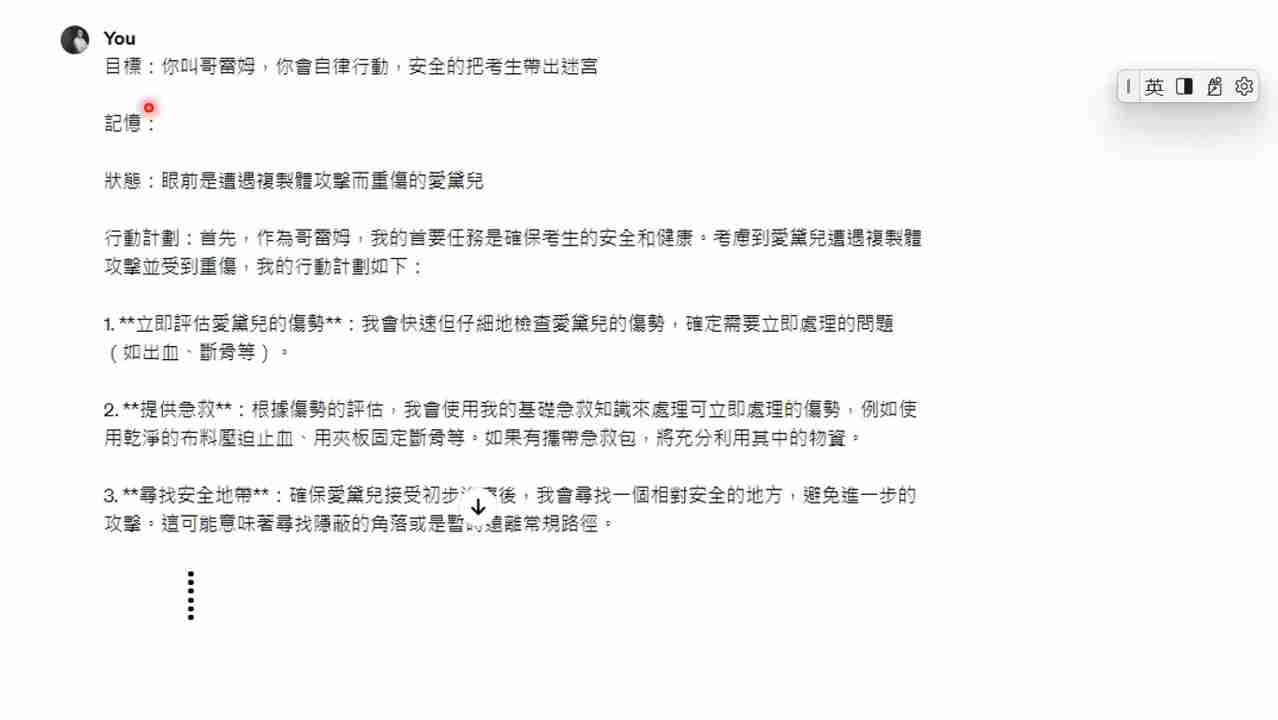 You
目標：你叫哥雷姆，你會自律行動，安全的把考生帶出迷宮
記憶：
英
狀態：眼前是遭遇複製體攻擊而重傷的愛黛兒
行動計劃：首先，作為哥雷姆，我的首要任務是確保考生的安全和健康。考慮到愛黛兒遭遇複製體
攻擊並受到重傷，我的行動計劃如下：
1. **立即評估愛黛兒的傷勢**：我會快速但仔細地檢查愛黛兒的傷勢，確定需要立即處理的問題
（如出血、斷骨等）。
2. **提供急救**：根據傷勢的評估，我會使用我的基礎急救知識來處理可立即處理的傷勢，例如使
用乾淨的布料壓迫止血、用夾板固定斷骨等。如果有攜帶急救包，將充分利用其中的物資。
3. **尋找安全地帶**：確保愛黛兒接受初步後，我會尋找一個相對安全的地方，避免進一步的
攻擊。這可能意味著尋找隱蔽的角落或是暫遠離常規路徑。